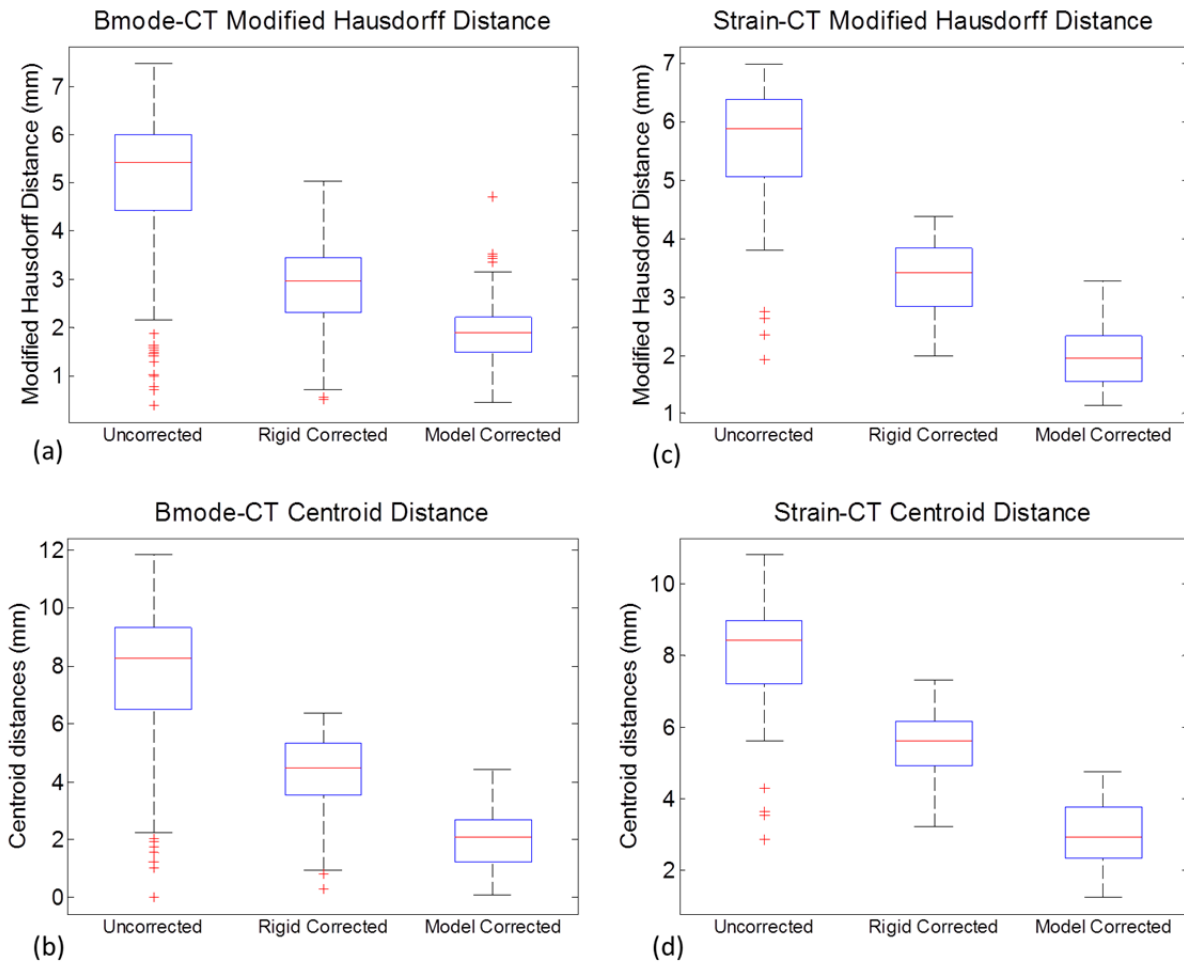 Bmode-CT Modified Hausdorff Distance
Modified Hausdorff Distance (mm)
7
6
5
4
3
2
1
Uncorrected Rigid Corrected Model Corrected
(a)
Strain-CT Modified Hausdorff Distance
Modified Hausdorff Distance (mm)
7
6
5
4
3
2
1
Uncorrected Rigid Corrected Model Corrected
(c)
Bmode-CT Centroid Distance
Centroid distances (mm)
12
10
8
6
4
2
0
Uncorrected Rigid Corrected Model Corrected
(b)
Strain-CT Centroid Distance
Centroid distances (mm)
10
8
6
4
2
Uncorrected Rigid Corrected Model Corrected
(d)